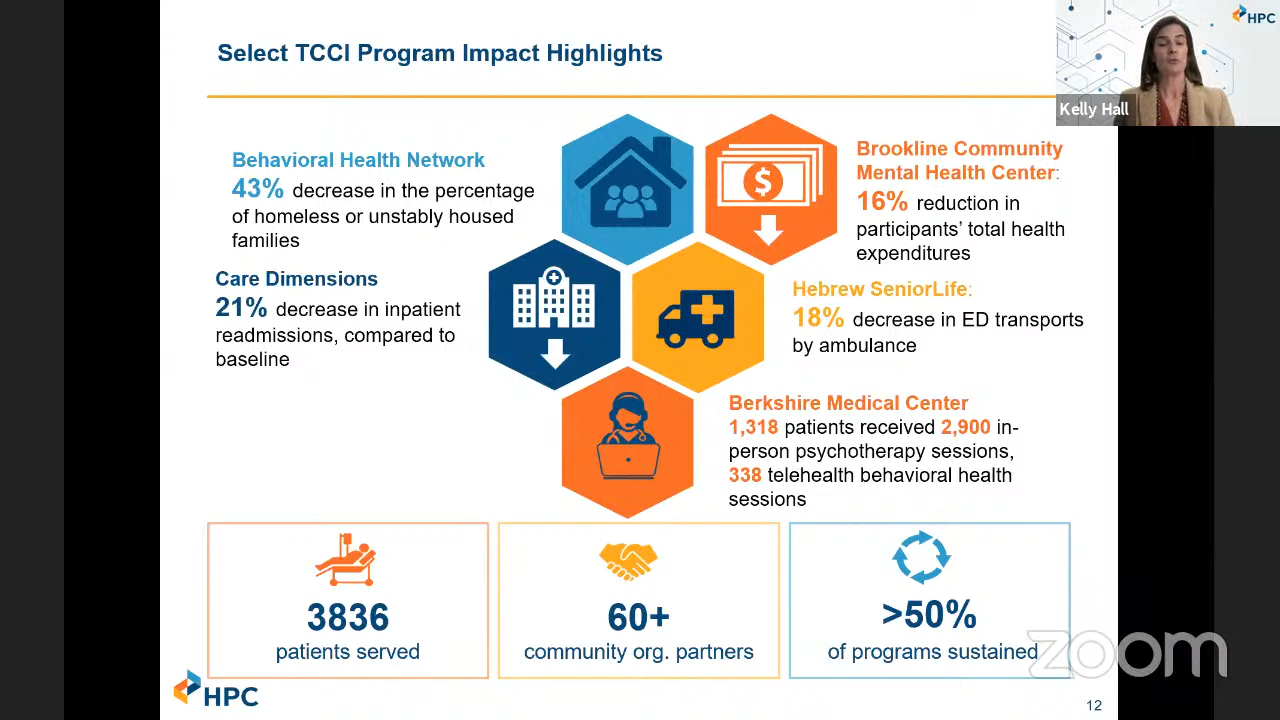 Select TCCI Program Impact Highlights
HPC
Kelly Hall
Behavioral Health Network
43% decrease in the percentage
of homeless or unstably housed
families
Care Dimensions
21% decrease in inpatient
readmissions, compared to
baseline
$
Brookline Community
Mental Health Center:
16% reduction in
participants' total health
expenditures
Hebrew SeniorLife:
18% decrease in ED transports
by ambulance
Berkshire Medical Center
1,318 patients received 2,900 in-
person psychotherapy sessions,
338 telehealth behavioral health
sessions
3836
patients served
60+
community org. partners
>50%
of programs sustained
zoom
HPC
12